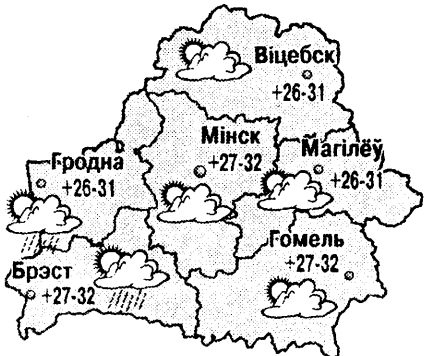 Віцебск
+26-31
Мінск
+27-32
Магілёў
+26-31
Гродна
+26-31
Гомель
+27-32
Брэст
+27-32